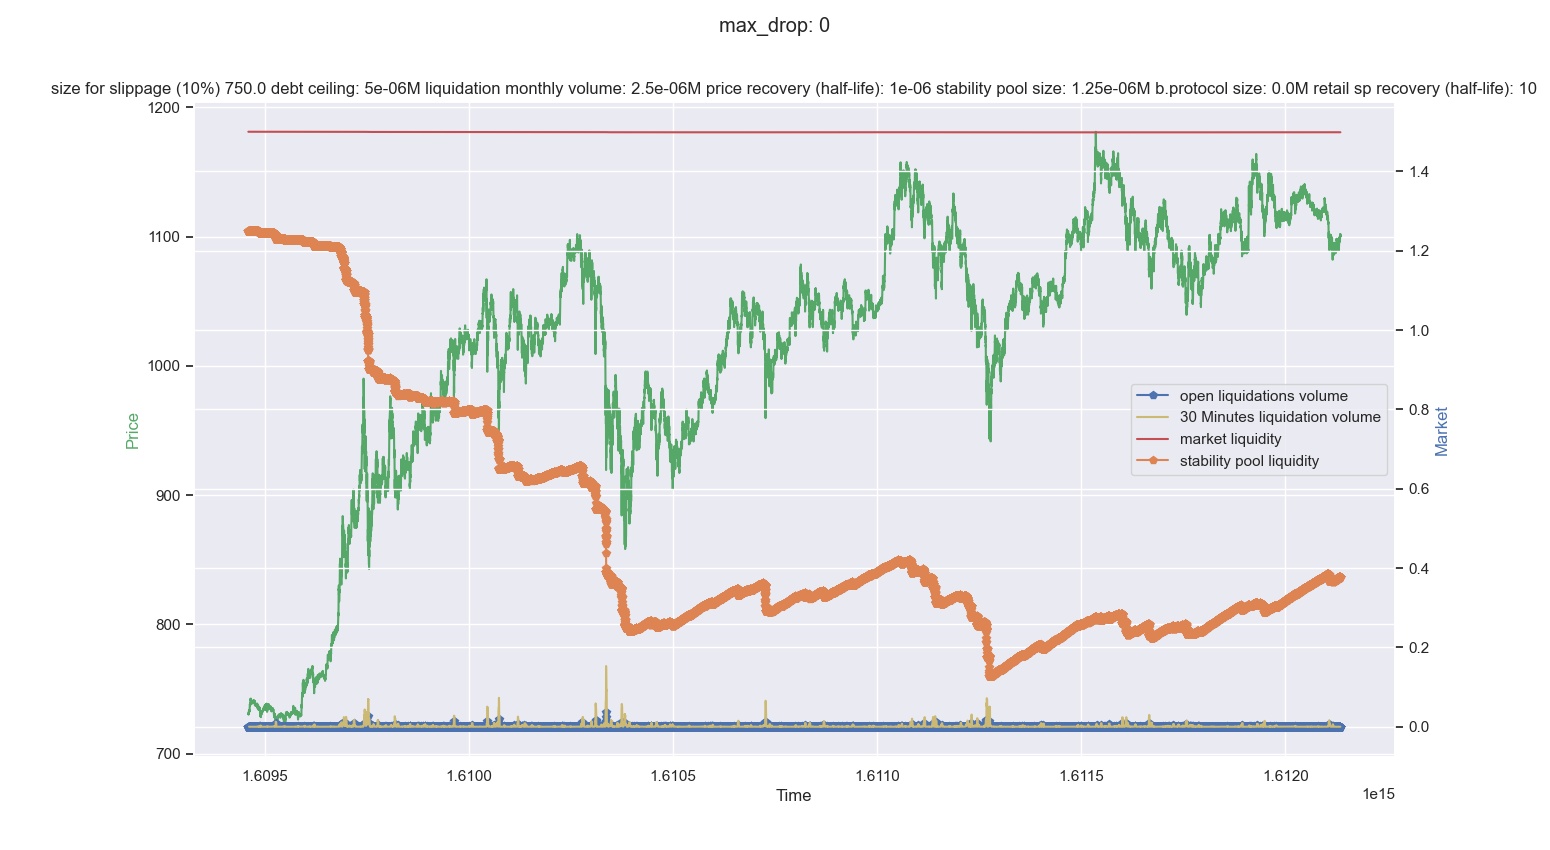 max_drop: 0
size for slippage (10%) 750.0 debt ceiling: 5e-06M liquidation monthly volume: 2.5e-06M price recovery (half-life): 1e-06 stability pool size: 1.25e-06M b.protocol size: 0.0M retail sp recovery (half-life): 10
1200
1100
1000
900
800
700
Price
1.4
1.2
1.0
0.8
0.6
0.4
0.2
0.0
Market
open liquidations volume
30 Minutes liquidation volume
market liquidity
stability pool liquidity
1.6095
1.6100
1.6105
1.6110
1.6115
1.6120
Time
1e15